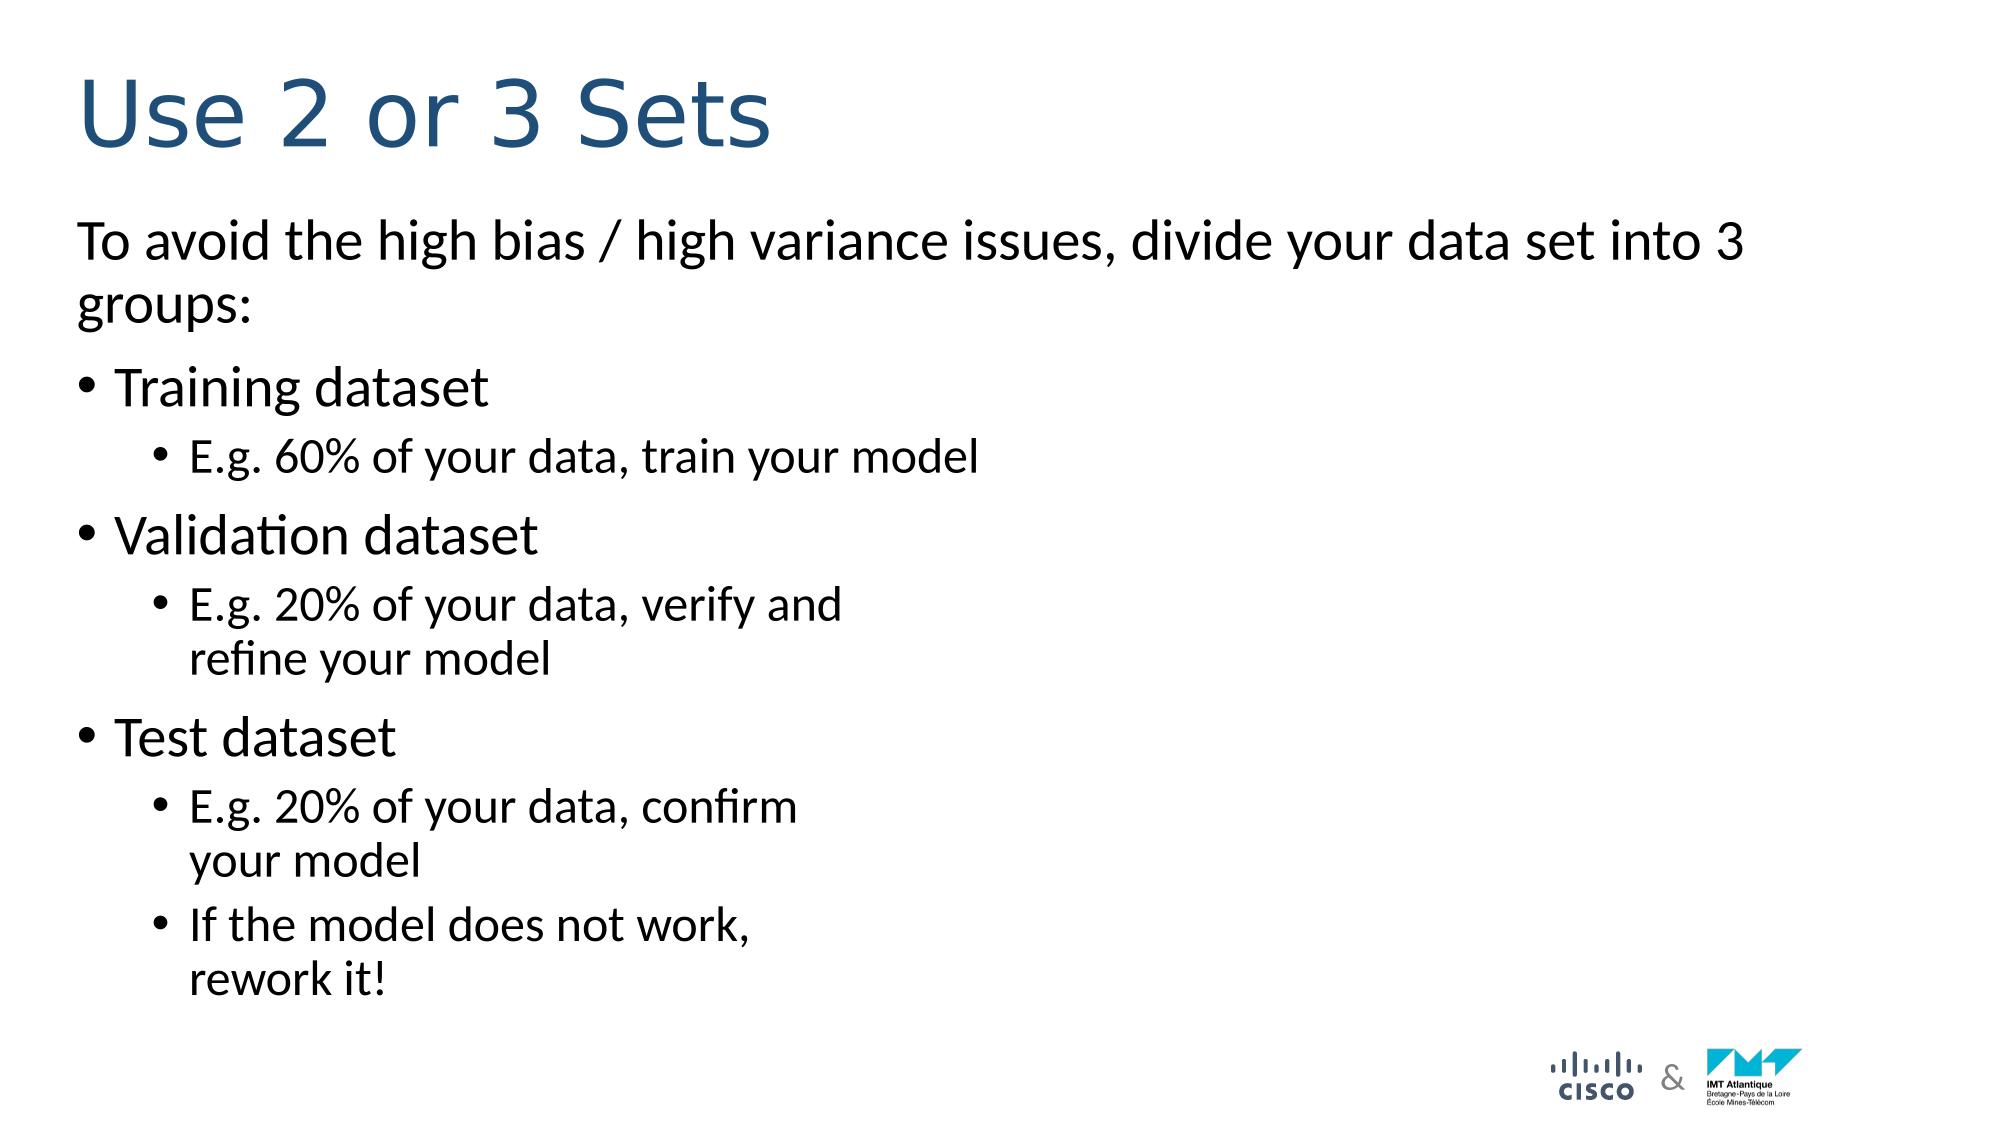 Use 2 or 3 Sets
To avoid the high bias / high variance issues, divide your data set into 3
groups:
• Training dataset
• E.g. 60% of your data, train your model
• Validation dataset
• E.g. 20% of your data, verify and
refine your model
• Test dataset
• E.g. 20% of your data, confirm
your model
• If the model does not work,
rework it!
CISCO & IMT Atlantique
Bretagne-Pays de la Loire
École Mines-Télécom